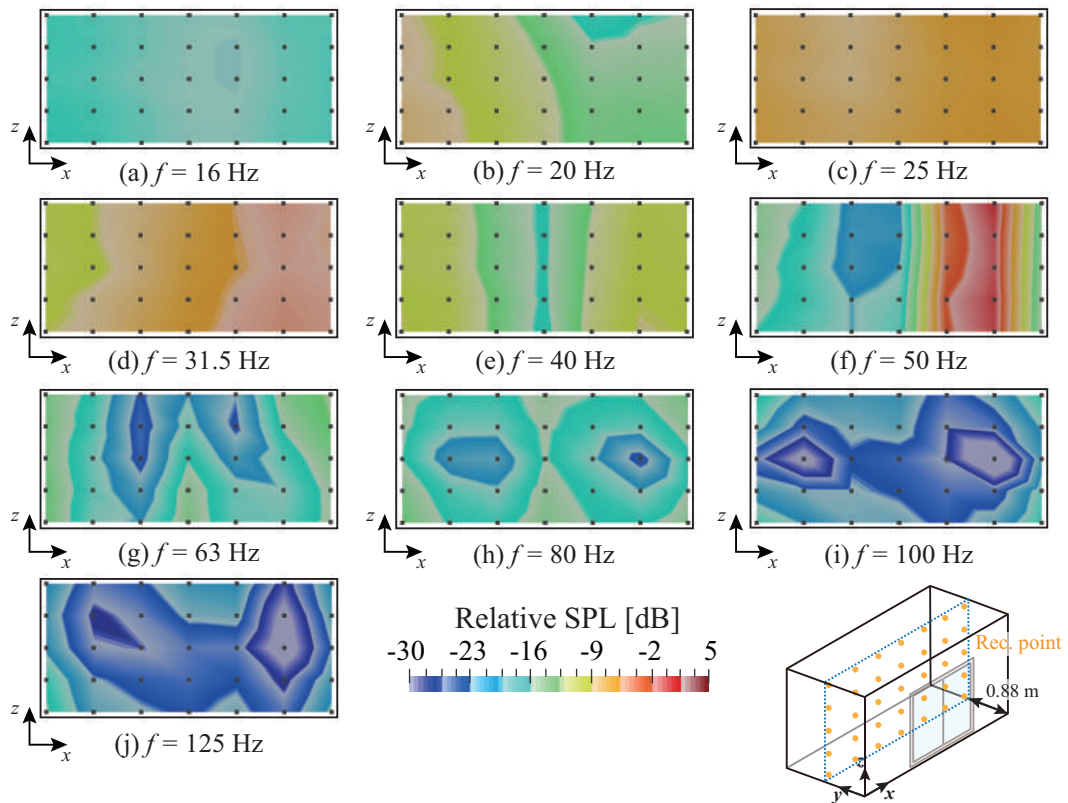 z
x
(a) f = 16 Hz
z
x
(b) f = 20 Hz
z
x
(c) f = 25 Hz
z
x
(d) f = 31.5 Hz
z
x
(e) f = 40 Hz
z
x
(f) f = 50 Hz
z
x
(g) f = 63 Hz
z
x
(h) f = 80 Hz
z
x
(i) f = 100 Hz
z
x
(j) f = 125 Hz
Relative SPL [dB]
-30 -23 -16 -9 -2 5
Rec. point
0.88 m
z
y
x